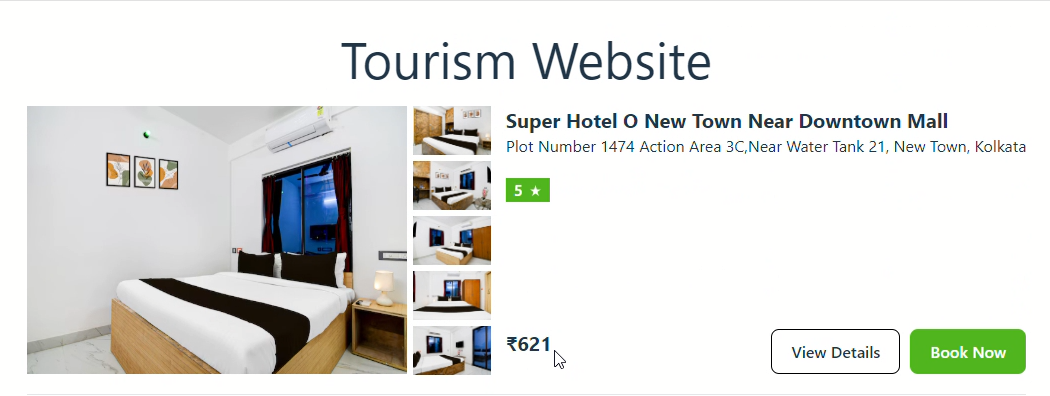 Tourism Website
Super Hotel O New Town Near Downtown Mall
Plot Number 1474 Action Area 3C,Near Water Tank 21, New Town, Kolkata
5 ★
₹621
View Details
Book Now